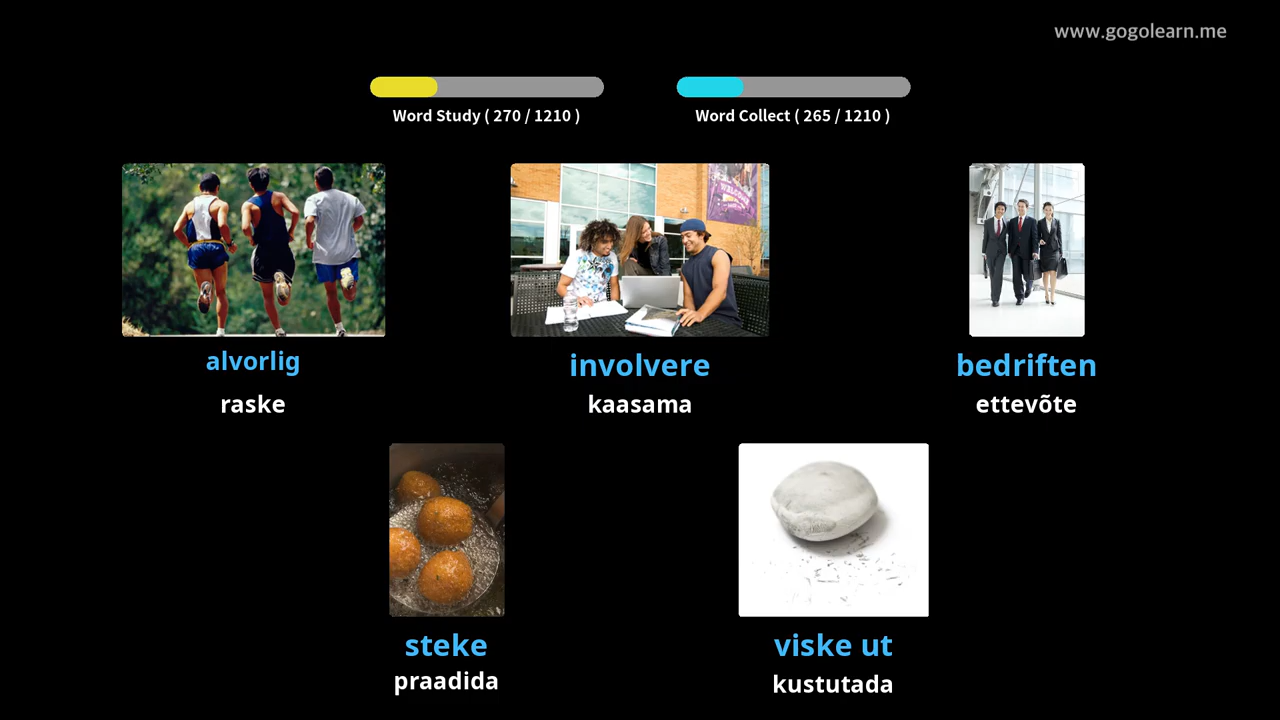 www.gogolearn.me
Word Study ( 270 / 1210 )
Word Collect ( 265 / 1210 )
WELCOME
alvorlig
involvere
bedriften
raske
kaasama
ettevõte
steke
viske ut
praadida
kustutada